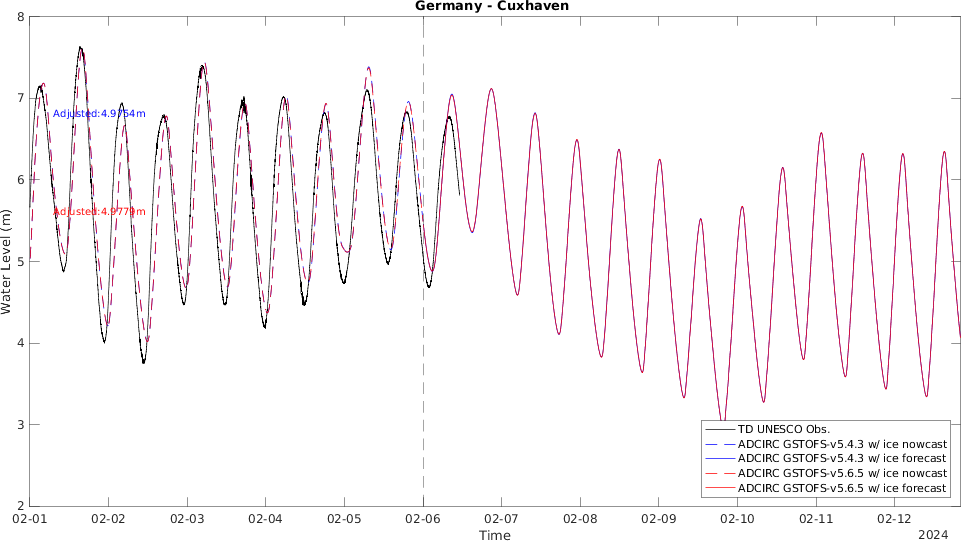 Germany - Cuxhaven
8
7
6
5
4
3
2
Water Level (m)
Adjusted:4.9754m
Adjusted:4.9779m
TD UNESCO Obs.
ADCIRC GSTOFS-v5.4.3 w/ ice nowcast
ADCIRC GSTOFS-v5.4.3 w/ ice forecast
ADCIRC GSTOFS-v5.6.5 w/ ice nowcast
ADCIRC GSTOFS-v5.6.5 w/ ice forecast
02-01 02-02 02-03 02-04 02-05 02-06 02-07 02-08 02-09 02-10 02-11 02-12
Time
2024